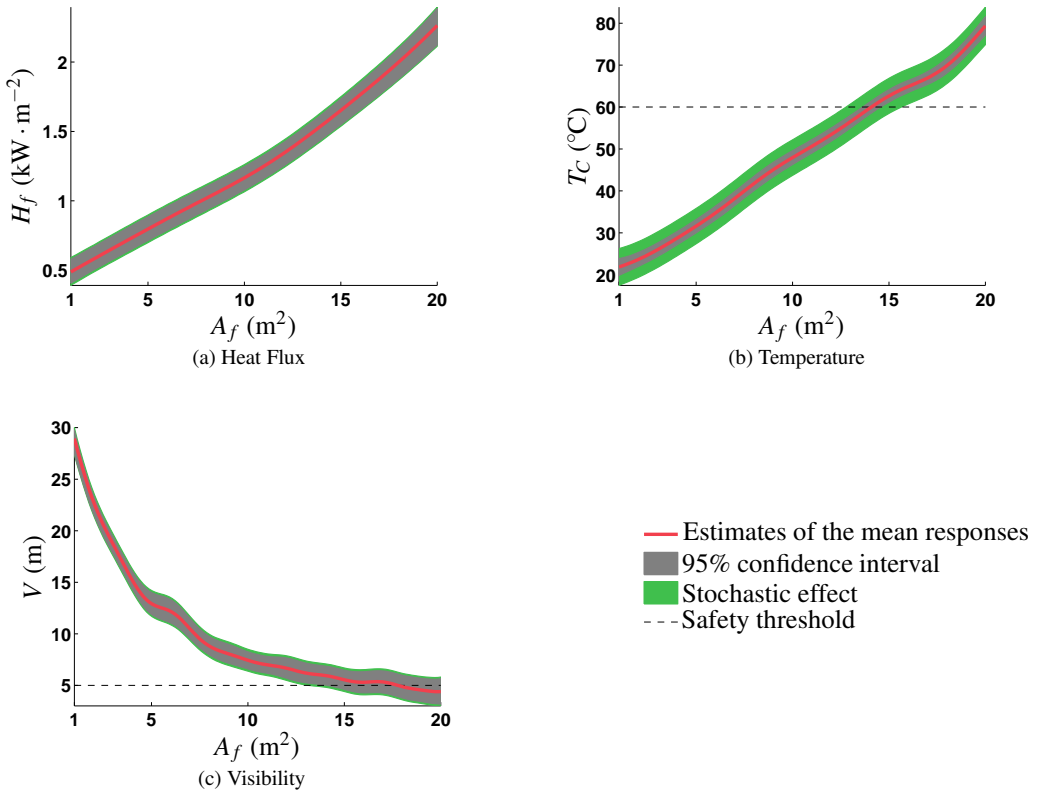 2
1.5
1
0.5
H_f (kW · m⁻²)
1 5 10 15 20
A_f (m²)
(a) Heat Flux
80
70
60
50
40
30
20
T_C (°C)
1 5 10 15 20
A_f (m²)
(b) Temperature
30
25
20
15
10
5
V (m)
1 5 10 15 20
A_f (m²)
(c) Visibility
Estimates of the mean responses
95% confidence interval
Stochastic effect
Safety threshold